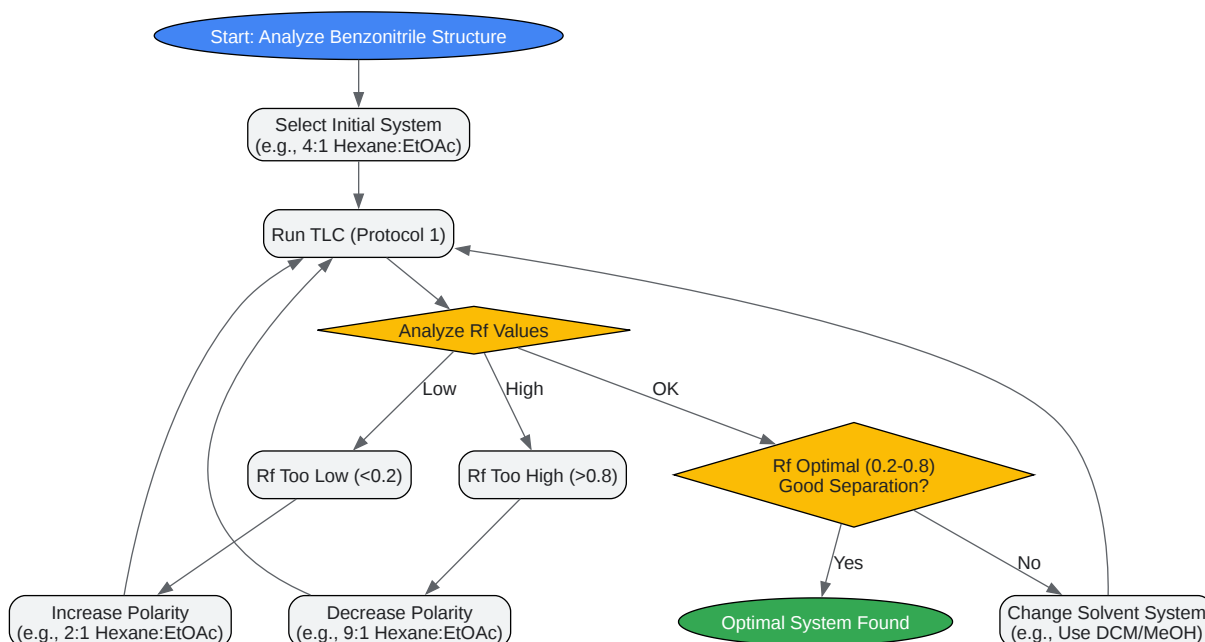 Start: Analyze Benzonitrile Structure
Select Initial System
(e.g., 4:1 Hexane:EtOAc)
Run TLC (Protocol 1)
Analyze Rf Values
Low
High
OK
Rf Too Low (<0.2)
Rf Too High (>0.8)
Rf Optimal (0.2-0.8)
Good Separation?
Yes
No
Increase Polarity
(e.g., 2:1 Hexane:EtOAc)
Decrease Polarity
(e.g., 9:1 Hexane:EtOAc)
Optimal System Found
Change Solvent System
(e.g., Use DCM/MeOH)